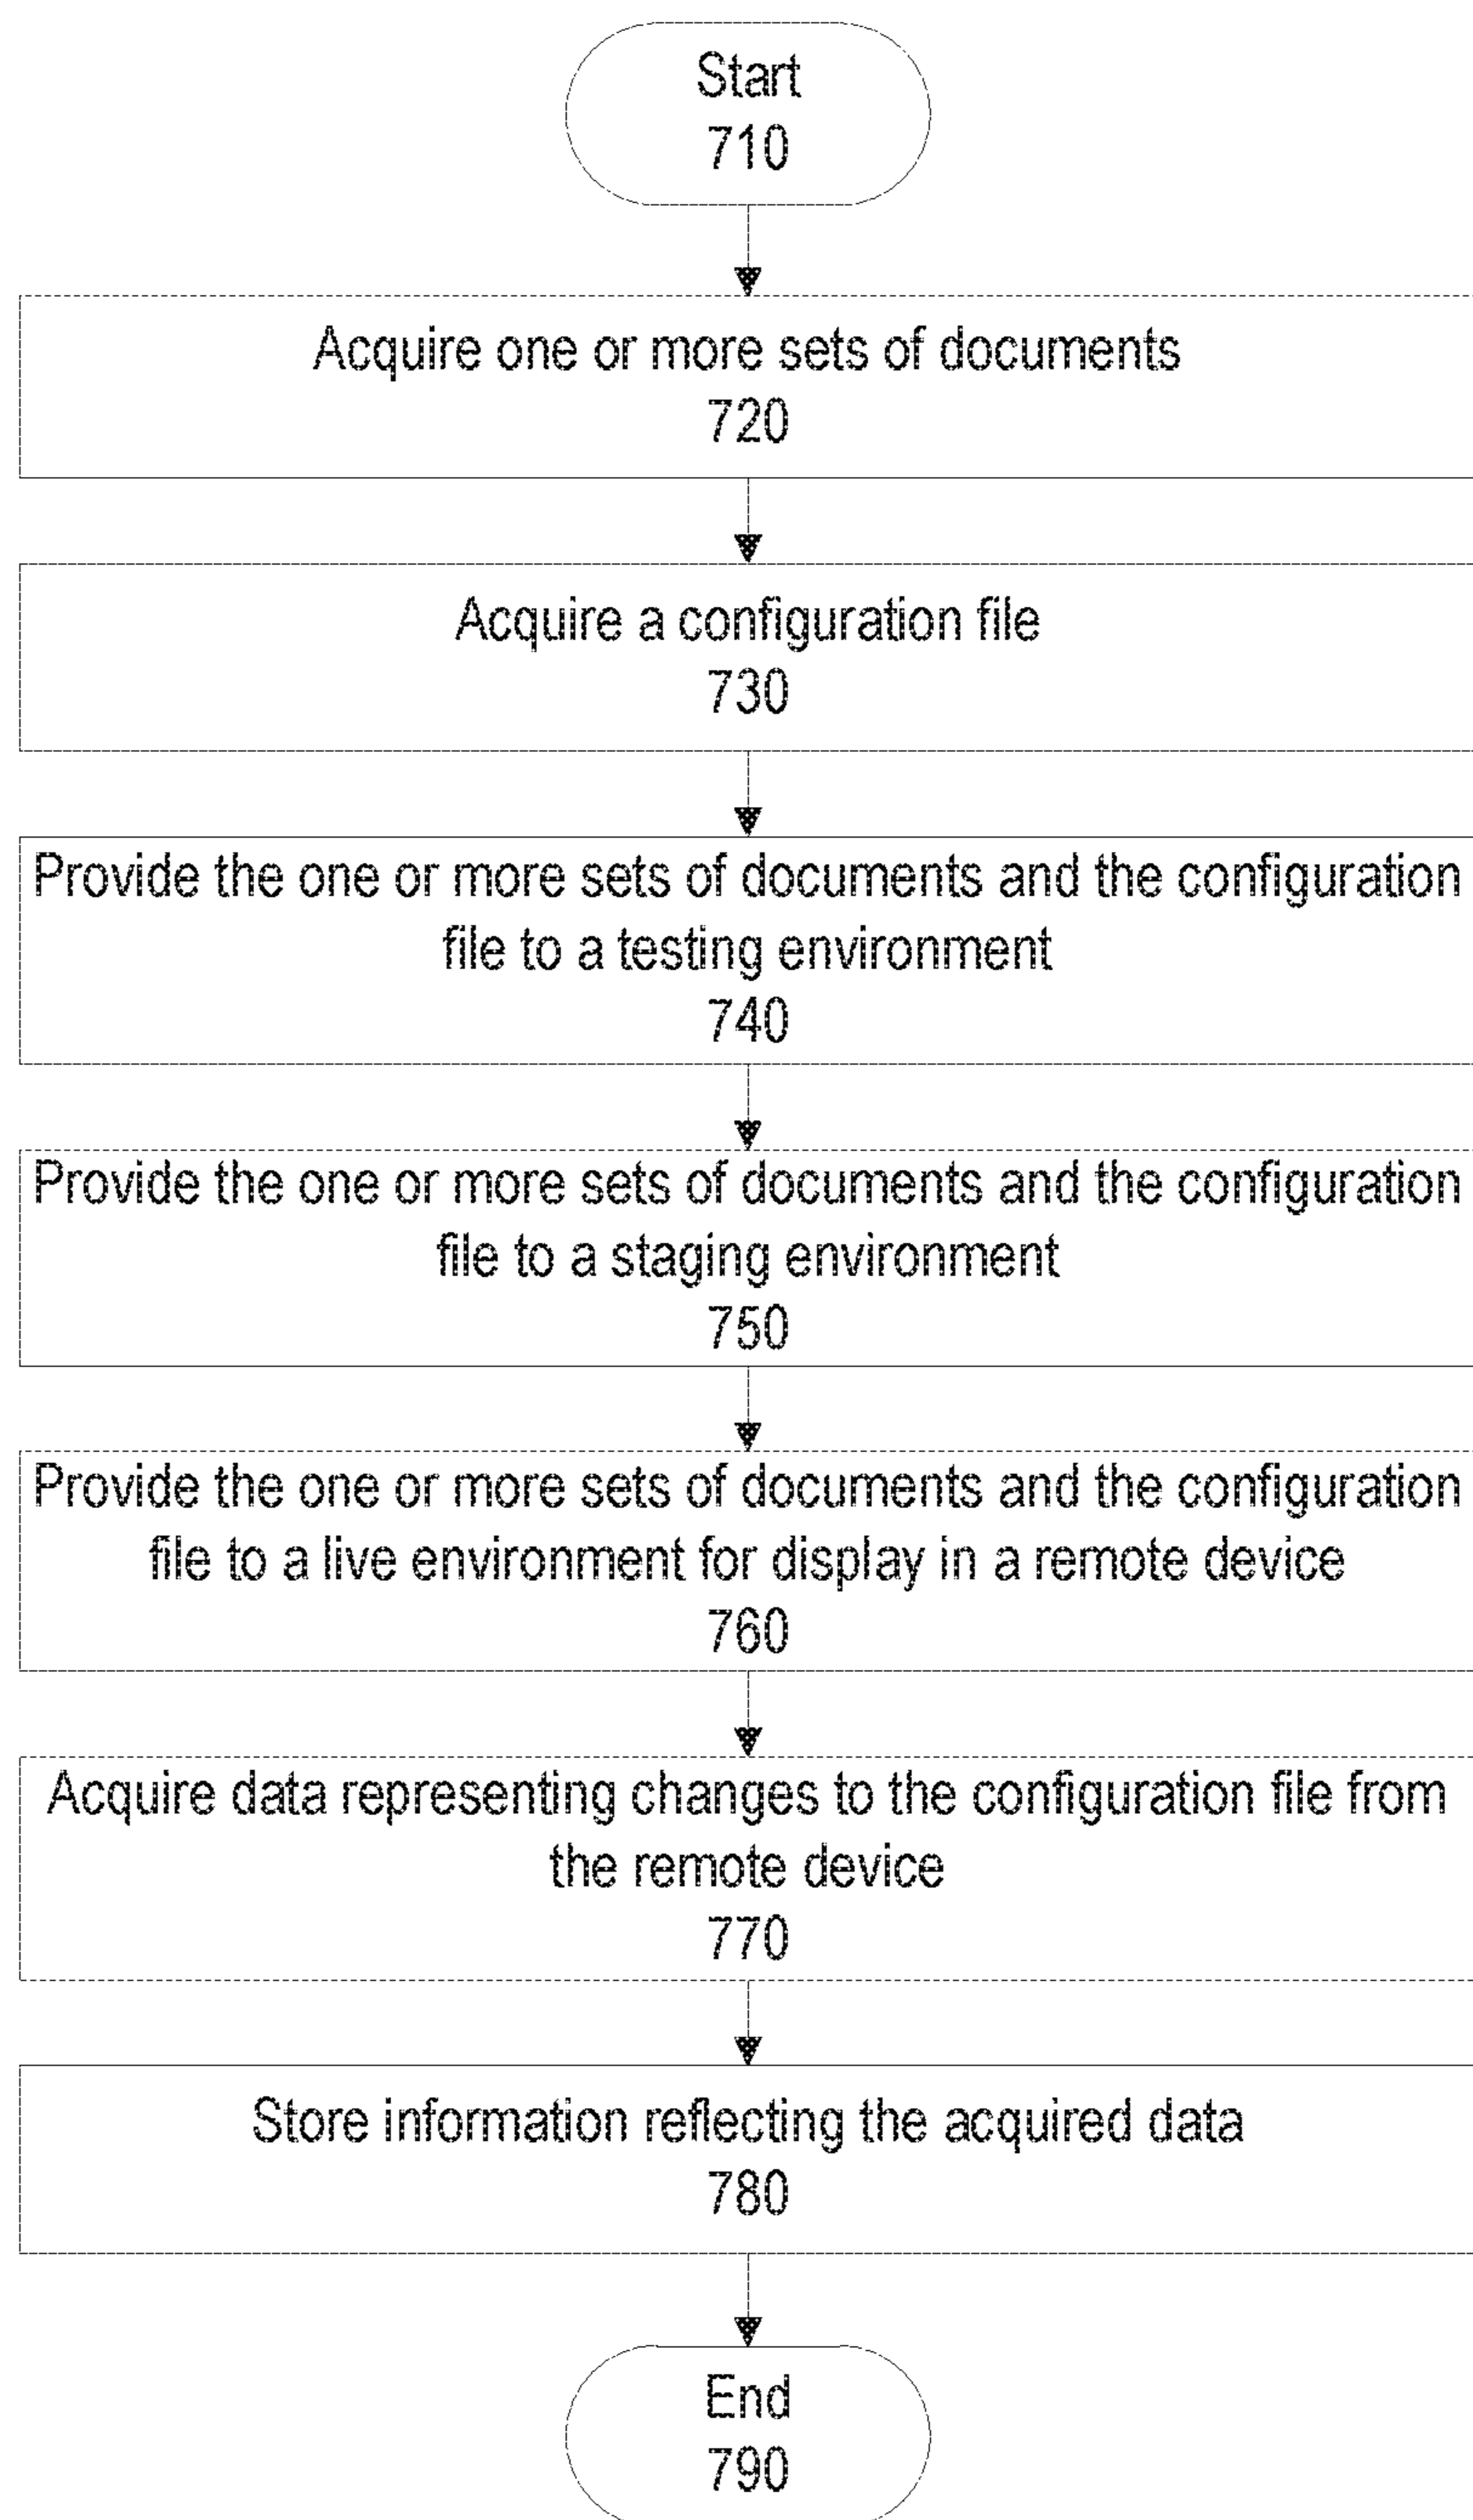 Start
710
Acquire one or more sets of documents
720
Acquire a configuration file
730
Provide the one or more sets of documents and the configuration
file to a testing environment
740
Provide the one or more sets of documents and the configuration
file to a staging environment
750
Provide the one or more sets of documents and the configuration
file to a live environment for display in a remote device
760
Acquire data representing changes to the configuration file from
the remote device
770
Store information reflecting the acquired data
780
End
790